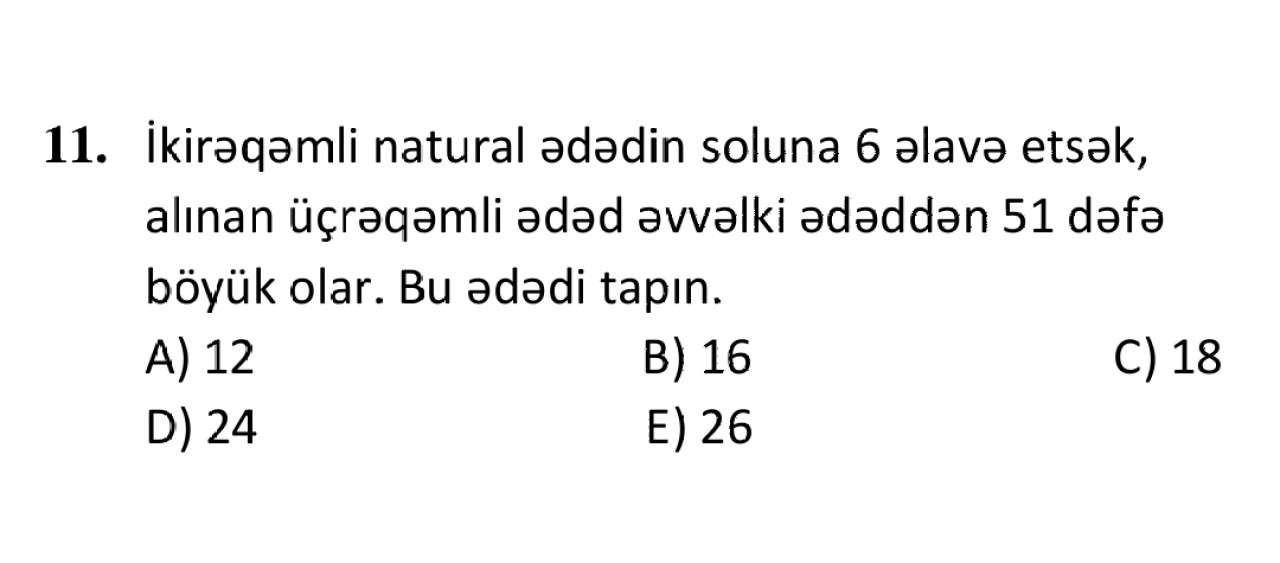 11. İkirəqəmli natural ədədin soluna 6 əlavə etsək,
alınan üçrəqəmli ədəd əvvəlki ədəddən 51 dəfə
böyük olar. Bu ədədi tapın.
A) 12 B) 16 C) 18
D) 24 E) 26